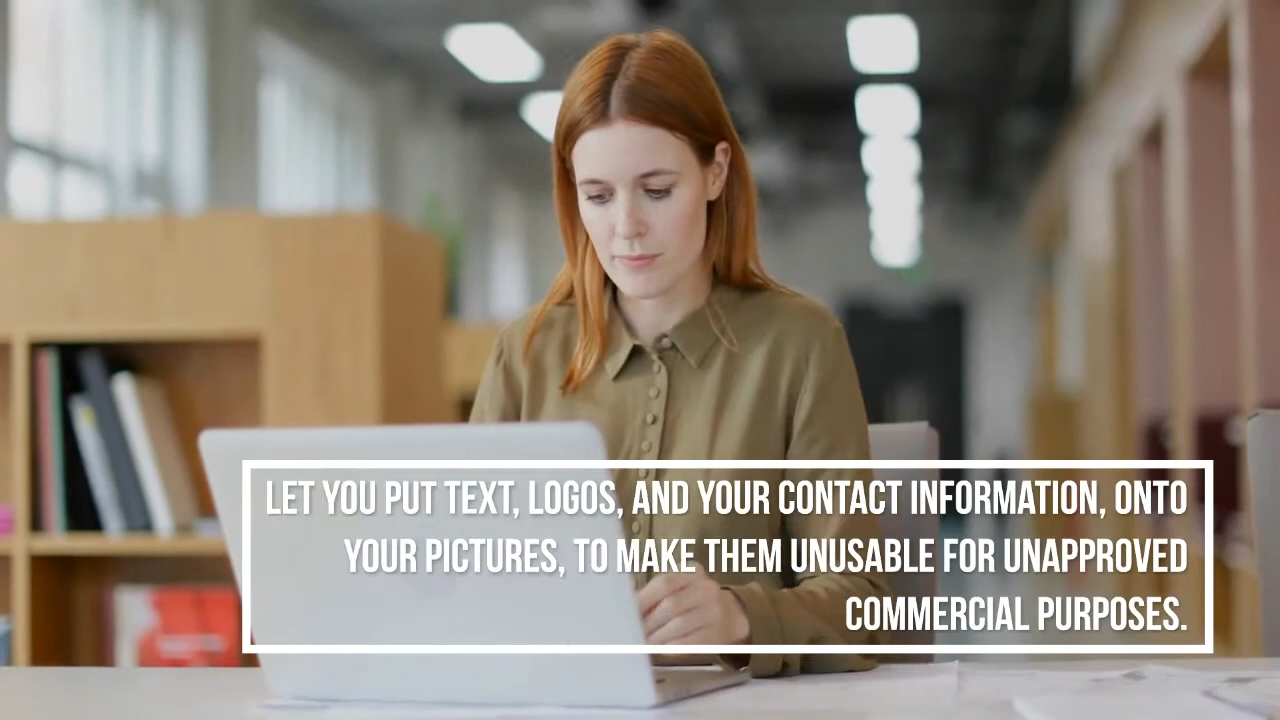 LET YOU PUT TEXT, LOGOS, AND YOUR CONTACT INFORMATION, ONTO
YOUR PICTURES, TO MAKE THEM UNUSABLE FOR UNAPPROVED
COMMERCIAL PURPOSES.